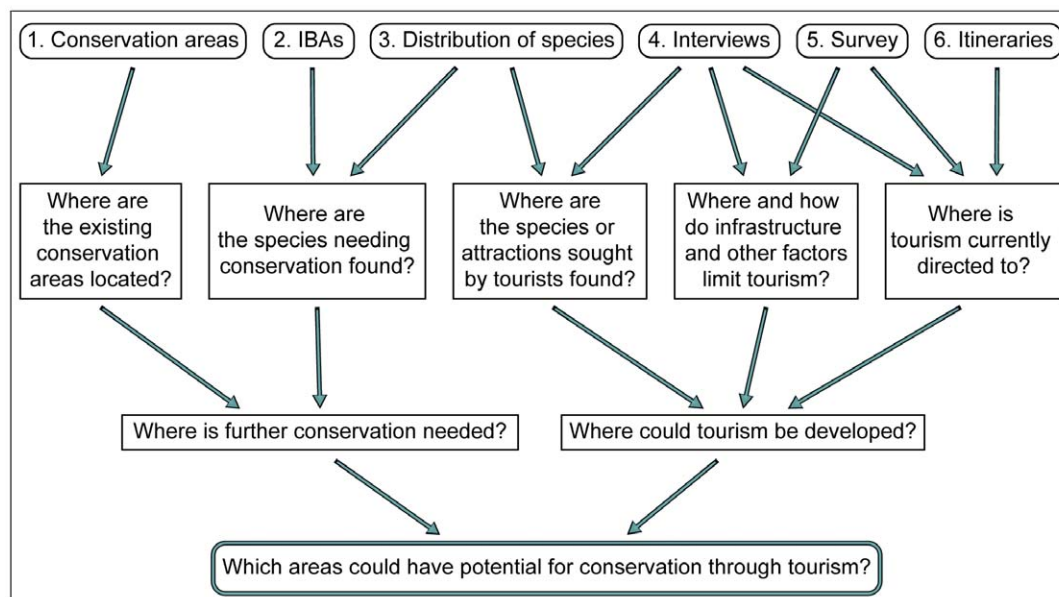 1. Conservation areas
2. IBAs
3. Distribution of species
4. Interviews
5. Survey
6. Itineraries
Where are
the existing
conservation
areas located?
Where are
the species needing
conservation found?
Where are
the species or
attractions sought
by tourists found?
Where and how
do infrastructure
and other factors
limit tourism?
Where is
tourism currently
directed to?
Where is further conservation needed?
Where could tourism be developed?
Which areas could have potential for conservation through tourism?